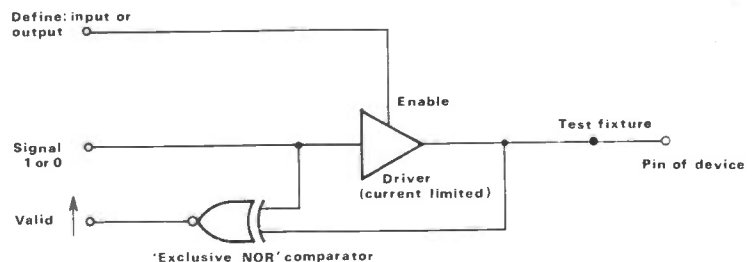 Define: input or
output
Enable
Test fixture
Signal
1 or 0
Pin of device
Driver
(current limited)
Valid
'Exclusive NOR' comparator